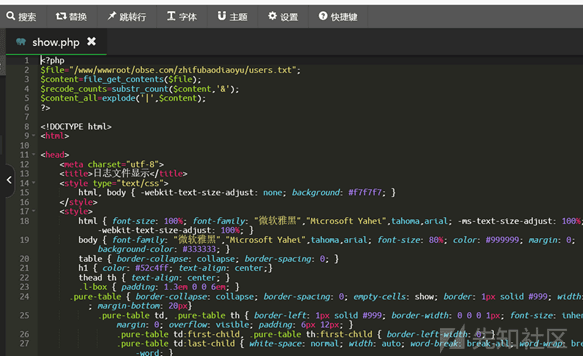 搜索 替换 跳转行 字体 主题 设置 快捷键
show.php
1 <?php
2 $file="/www/wwwroot/obse.com/zhifubaodiaoyu/users.txt";
3 $content=file_get_contents($file);
4 $recode_counts=substr_count($content,'&');
5 $content_all=explode('|',$content);
6 ?>
7
8 <!DOCTYPE html>
9 <html>
10
11 <head>
12 <meta charset="utf-8">
13 <title>日志文件显示</title>
14 <style type="text/css">
15 html, body { -webkit-text-size-adjust: none; background: #f7f7f7; }
16 </style>
17 <style>
18 html { font-size: 100%; font-family: "微软雅黑","Microsoft Yahei",tahoma,arial; -ms-text-size-adjust: 100%;
-webkit-text-size-adjust: 100%; }
19 body { font-family: "微软雅黑","Microsoft Yahei",tahoma,arial; font-size: 80%; color: #999999; margin: 0;
background-color: #333333; }
20 table { border-collapse: collapse; border-spacing: 0; }
21 h1 { color: #52c4ff; text-align: center;}
22 thead th { text-align: center; }
23 .l-box { padding: 1.3em 0 0 6em; }
24 .pure-table { border-collapse: collapse; border-spacing: 0; empty-cells: show; border: 1px solid #999; width
; margin-bottom: 20px}
25 .pure-table td, .pure-table th { border-left: 1px solid #999; border-width: 0 0 0 1px; font-size: inher
margin: 0; overflow: visible; padding: 6px 12px; }
26 .pure-table td:first-child, .pure-table th:first-child { border-left-width: 0; }
27 .pure-table td:last-child { white-space: normal; width: auto; word-break: break-all; word-wrap: br
-word; }
先知社区